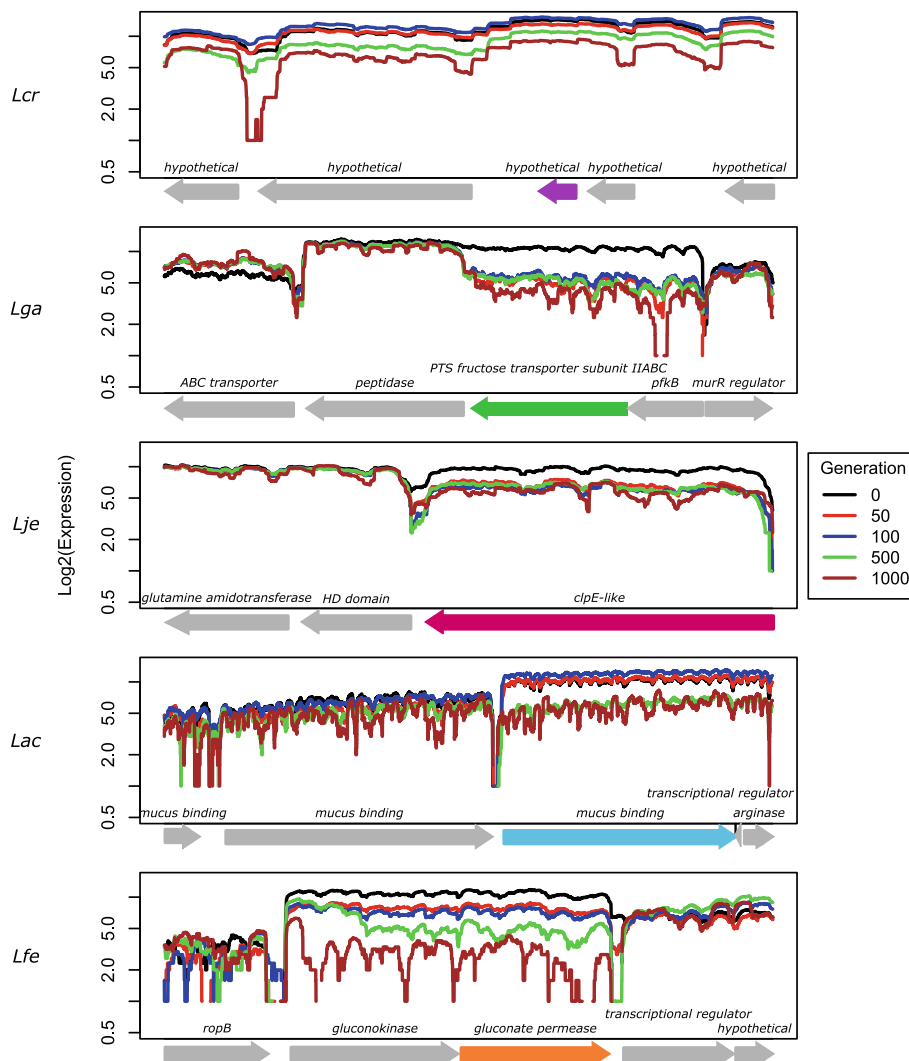 Lcr
5.0
2.0
0.5
hypothetical hypothetical hypothetical hypothetical hypothetical
Lga
5.0
2.0
0.5
PTS fructose transporter subunit IIABC
ABC transporter peptidase pfkB murR regulator
Lje
Log2(Expression)
5.0
2.0
0.5
glutamine amidotransferase HD domain clpE-like
Generation
0
50
100
500
1000
Lac
5.0
2.0
0.5
transcriptional regulator
mucus binding mucus binding mucus binding arginase
Lfe
5.0
2.0
0.5
transcriptional regulator
ropB gluconokinase gluconate permease hypothetical